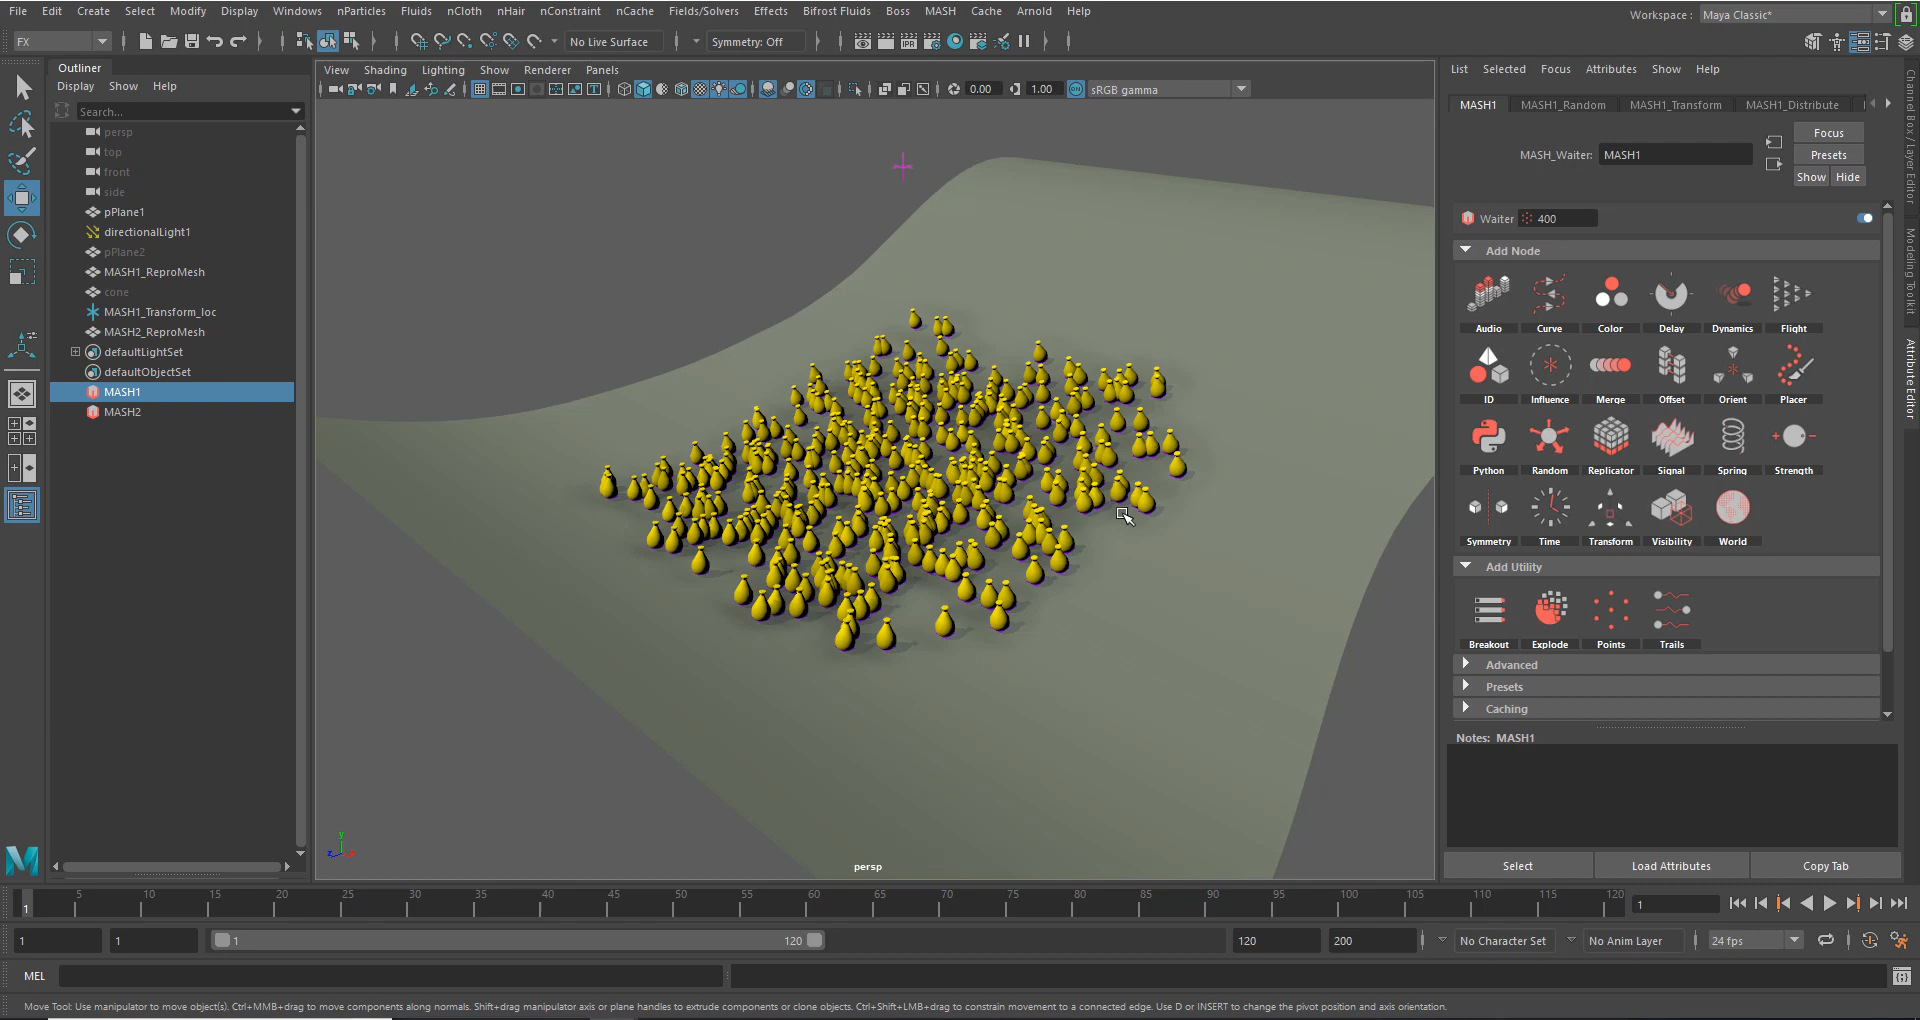 File Edit Create Select Modify Display Windows nParticles Fluids nCloth nHair nConstraint nCache Fields/Solvers Effects Bifrost Fluids Boss MASH Cache Arnold Help
Workspace : Maya Classic*
FX No Live Surface Symmetry: Off
Outliner
Display Show Help
Search...
persp
top
front
side
pPlane1
directionalLight1
pPlane2
MASH1_ReproMesh
cone
MASH1_Transform_loc
MASH2_ReproMesh
defaultLightSet
defaultObjectSet
MASH1
MASH2
View Shading Lighting Show Renderer Panels
IPR
0.00 1.00 ON sRGB gamma
y
z
x
persp
List Selected Focus Attributes Show Help
MASH1 MASH1_Random MASH1_Transform MASH1_Distribute
MASH_Waiter: MASH1
Focus
Presets
Show Hide
Waiter 400
Add Node
Audio Curve Color Delay Dynamics Flight
ID Influence Merge Offset Orient Placer
Python Random Replicator Signal Spring Strength
Symmetry Time Transform Visibility World
Add Utility
Breakout Explode Points Trails
Advanced
Presets
Caching
Notes: MASH1
Select Load Attributes Copy Tab
Channel Box / Layer Editor
Modeling Toolkit
Attribute Editor
5 10 15 20 25 30 35 40 45 50 55 60 65 70 75 80 85 90 95 100 105 110 115 120
1 1
1 1 1 120 120 200 No Character Set No Anim Layer 24 fps
MEL
Move Tool: Use manipulator to move object(s). Ctrl+MMB+drag to move components along normals. Shift+drag manipulator axis or plane handles to extrude components or clone objects. Ctrl+Shift+LMB+drag to constrain movement to a connected edge. Use D or INSERT to change the pivot position and axis orientation.